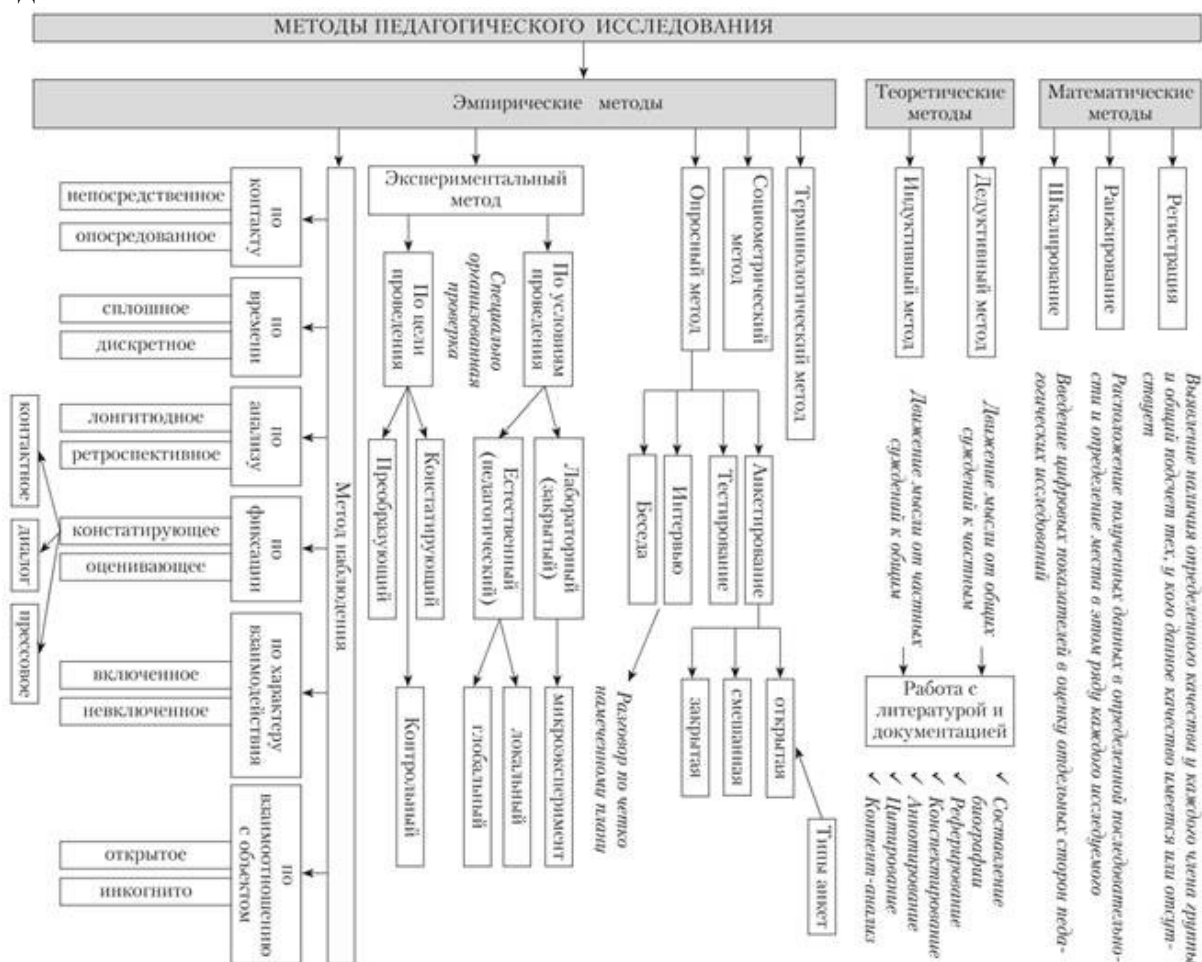 МЕТОДЫ ПЕДАГОГИЧЕСКОГО ИССЛЕДОВАНИЯ
Эмпирические методы
Теоретические
методы
Математические
методы
Метод наблюдения
по
контакту
непосредственное
опосредованное
по
времени
сплошное
дискретное
по
анализу
лонгитюдное
ретроспективное
по
фиксации
констатирующее
оценивающее
контактное
диалог
прессовое
по характеру
взаимодействия
включенное
невключенное
по
взаимоотношению
с объектом
открытое
инкогнито
Экспериментальный
метод
По цели
проведения
Специально
организованная
проверка
По условиям
проведения
Преобразующий
Констатирующий
Естественный
(педагогический)
Лабораторный
(закрытый)
Контрольный
глобальный
локальный
микроэксперимент
Опросный метод
Социометрический
метод
Терминологический метод
Беседа
Интервью
Тестирование
Анкетирование
Разговор по четко
намеченному плану
закрытая
смешанная
открытая
Типы анкет
Индуктивный метод
Дедуктивный метод
Движение мысли от частных
суждений к общим
Движение мысли от общих
суждений к частным
Работа с
литературой и
документацией
✓ Составление
биографии
✓ Реферирование
✓ Конспектирование
✓ Аннотирование
✓ Цитирование
✓ Контент-анализ
Шкалирование
Ранжирование
Регистрация
Выявление наличия определенного качества у каждого члена группы
и общий подсчет тех, у кого данное качество имеется или отсут-
ствует
Расположение полученных данных в определенной последовательно-
сти и определение места в этом ряду каждого исследуемого
Введение цифровых показателей в оценку отдельных сторон педа-
гогических исследований